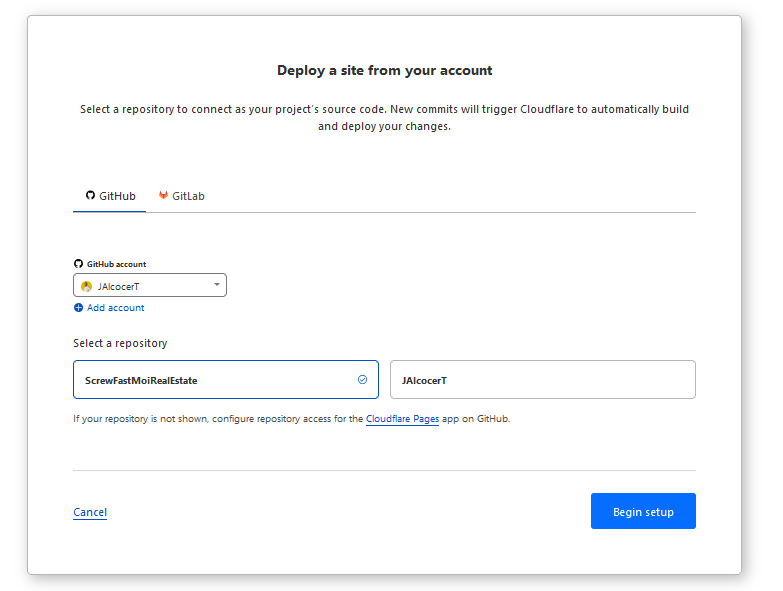 Deploy a site from your account
Select a repository to connect as your project's source code. New commits will trigger Cloudflare to automatically build
and deploy your changes.
GitHub GitLab
GitHub account
JAlcocerT
Add account
Select a repository
ScrewFastMoiRealEstate JAlcocerT
If your repository is not shown, configure repository access for the Cloudflare Pages app on GitHub.
Cancel Begin setup